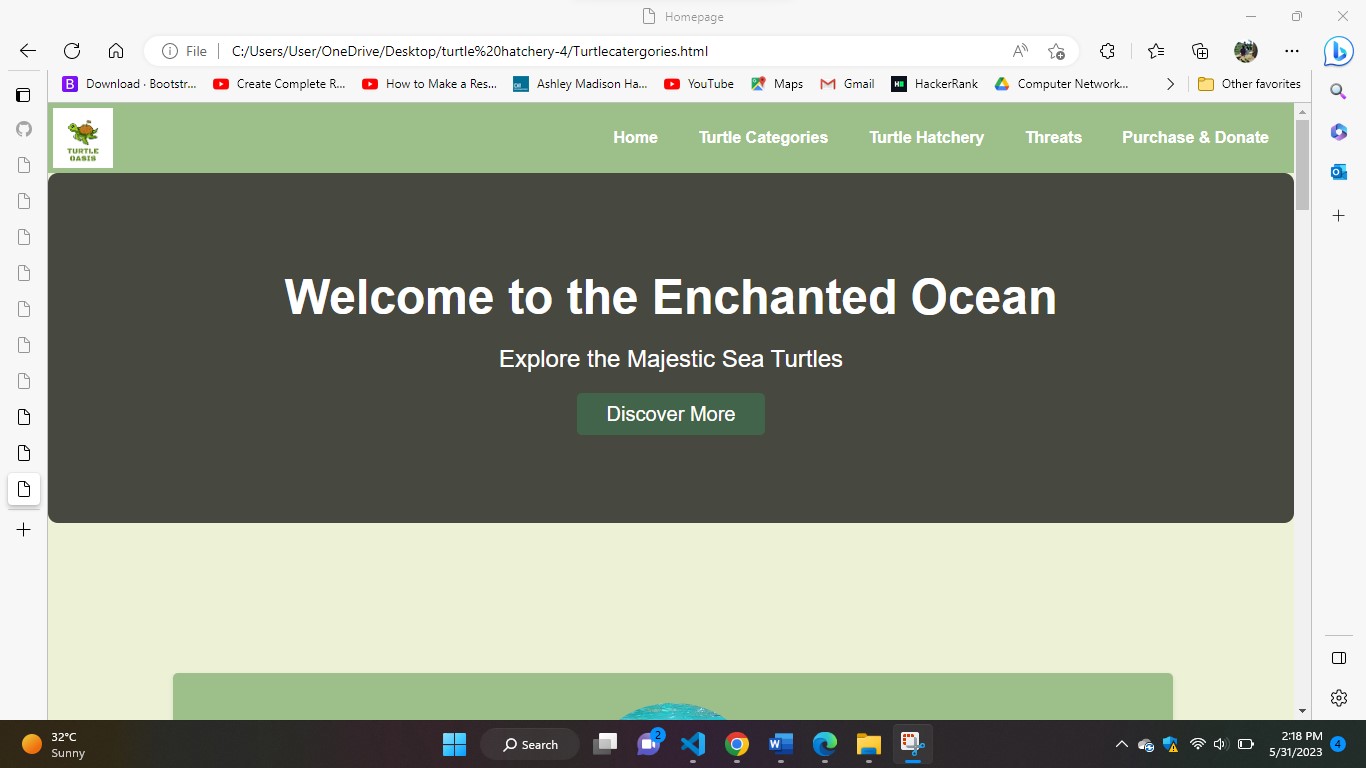 Homepage
File
C:/Users/User/OneDrive/Desktop/turtle%20hatchery-4/Turtlecatergories.html
Download · Bootstr...
Create Complete R...
How to Make a Res...
Ashley Madison Ha...
YouTube
Maps
Gmail
HackerRank
Computer Network...
Other favorites
TURTLE
OASIS
Home
Turtle Categories
Turtle Hatchery
Threats
Purchase & Donate
Welcome to the Enchanted Ocean
Explore the Majestic Sea Turtles
Discover More
32°C
Sunny
Search
2
2:18 PM
5/31/2023
4